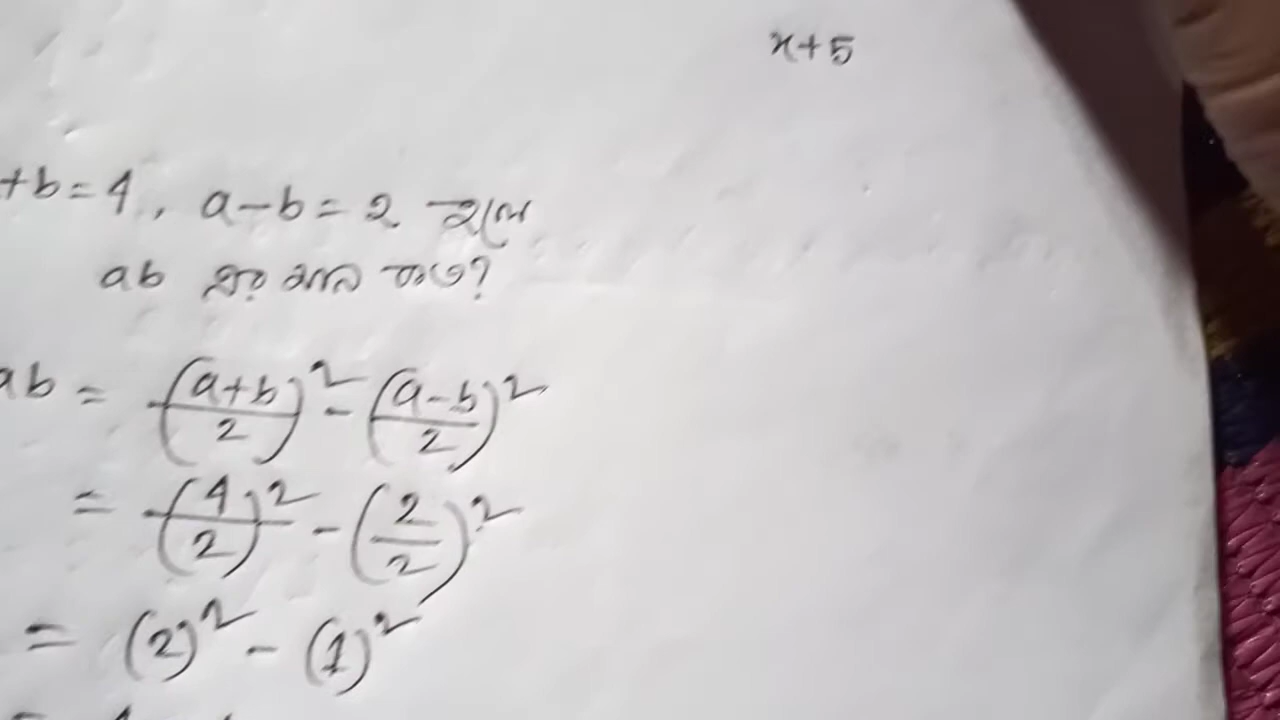 x+5
+b=4, a-b=2 হলে
ab এর মান কত?
ab = (a+b/2)² - (a-b/2)²
= (4/2)² - (2/2)²
= (2)² - (1)²